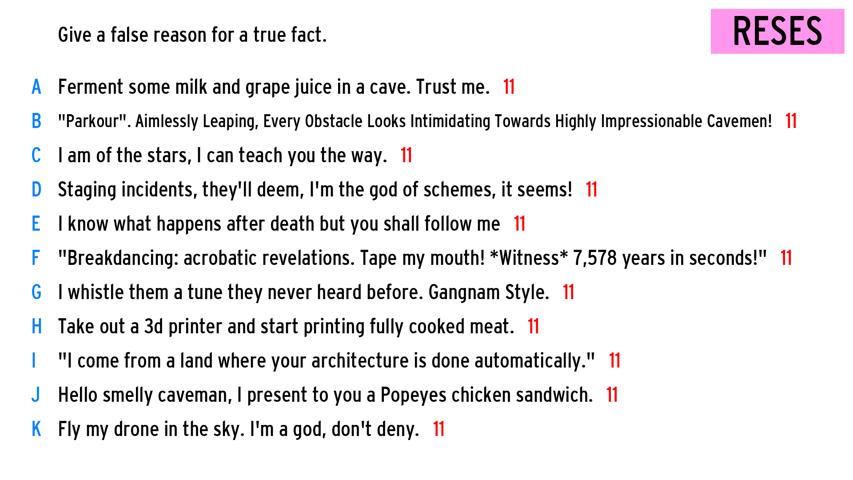 Give a false reason for a true fact.
RESES
A Ferment some milk and grape juice in a cave. Trust me. 11
B "Parkour". Aimlessly Leaping, Every Obstacle Looks Intimidating Towards Highly Impressionable Cavemen! 11
C I am of the stars, I can teach you the way. 11
D Staging incidents, they'll deem, I'm the god of schemes, it seems! 11
E I know what happens after death but you shall follow me 11
F "Breakdancing: acrobatic revelations. Tape my mouth! *Witness* 7,578 years in seconds!" 11
G I whistle them a tune they never heard before. Gangnam Style. 11
H Take out a 3d printer and start printing fully cooked meat. 11
I "I come from a land where your architecture is done automatically." 11
J Hello smelly caveman, I present to you a Popeyes chicken sandwich. 11
K Fly my drone in the sky. I'm a god, don't deny. 11